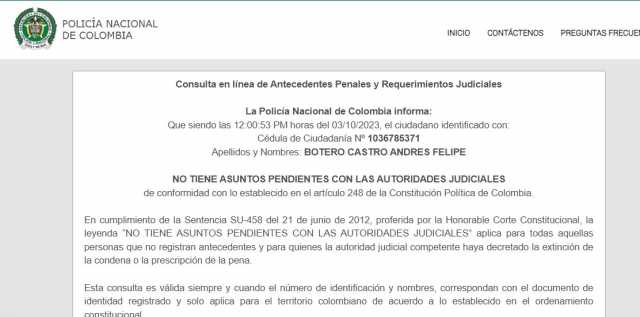 POLICÍA NACIONAL
DE COLOMBIA
INICIO CONTÁCTENOS PREGUNTAS FRECUEN
Consulta en línea de Antecedentes Penales y Requerimientos Judiciales
La Policía Nacional de Colombia informa:
Que siendo las 12:00:53 PM horas del 03/10/2023, el ciudadano identificado con:
Cédula de Ciudadanía Nº 1036785371
Apellidos y Nombres: BOTERO CASTRO ANDRES FELIPE
NO TIENE ASUNTOS PENDIENTES CON LAS AUTORIDADES JUDICIALES
de conformidad con lo establecido en el artículo 248 de la Constitución Política de Colombia.
En cumplimiento de la Sentencia SU-458 del 21 de junio de 2012, proferida por la Honorable Corte Constitucional, la
leyenda "NO TIENE ASUNTOS PENDIENTES CON LAS AUTORIDADES JUDICIALES" aplica para todas aquellas
personas que no registran antecedentes y para quienes la autoridad judicial competente haya decretado la extinción de
la condena o la prescripción de la pena.
Esta consulta es válida siempre y cuando el número de identificación y nombres, correspondan con el documento de
identidad registrado y solo aplica para el territorio colombiano de acuerdo a lo establecido en el ordenamiento
constitucional.